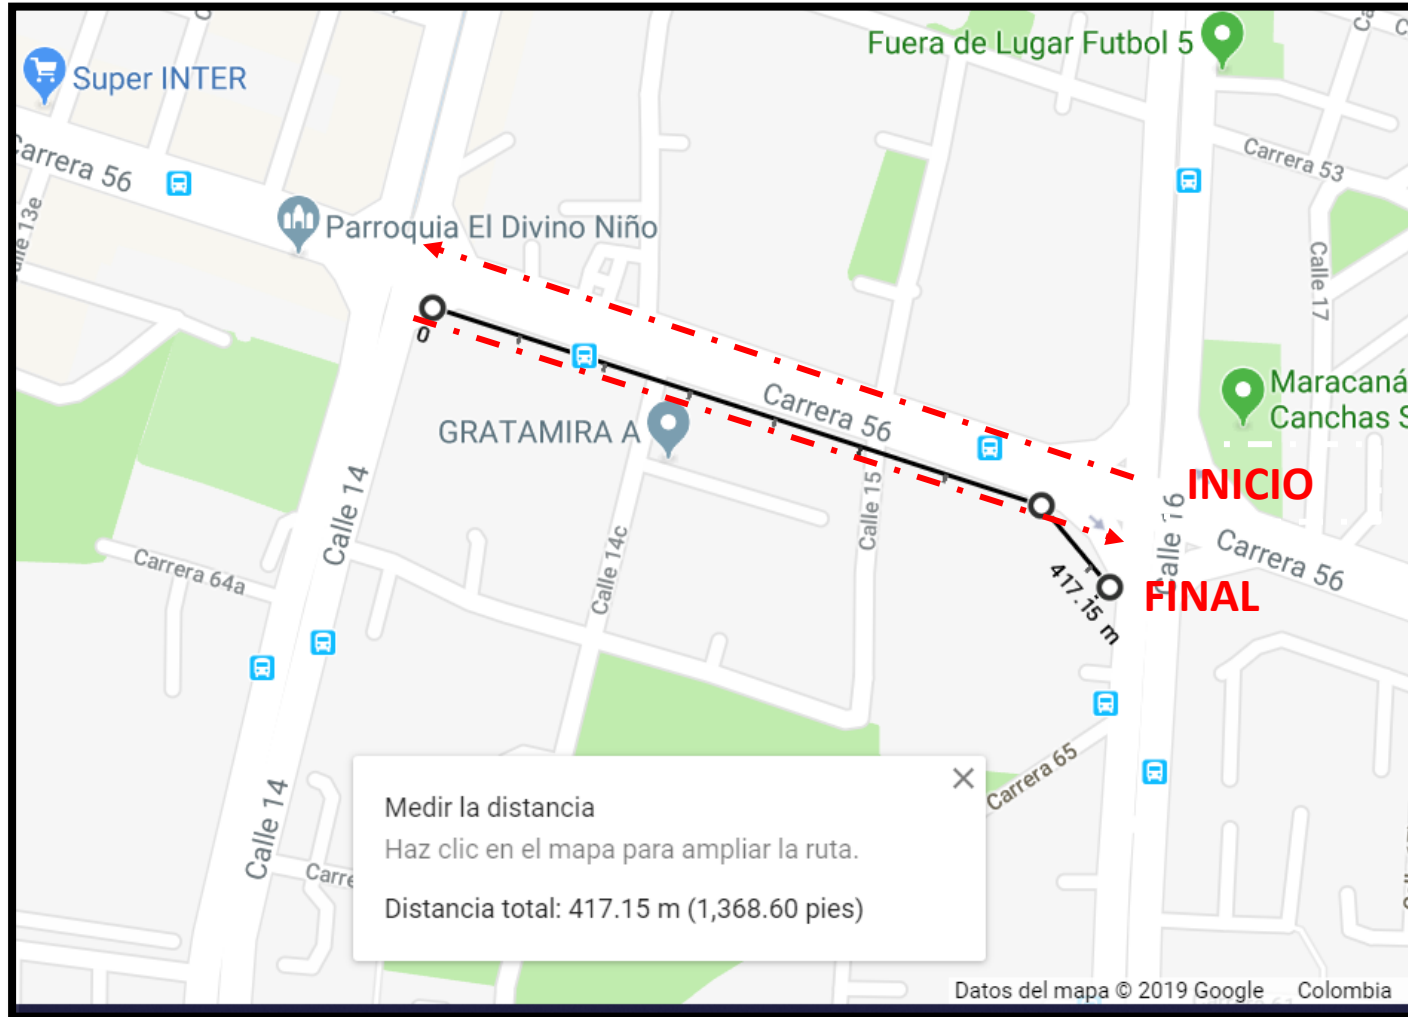 Fuera de Lugar Futbol 5
Super INTER
Carrera 56
Carrera 53
Parroquia El Divino Niño
Calle 17
0
Maracaná
Canchas S
Carrera 56
GRATAMIRA A
INICIO
Calle 14
Calle 15
Calle 16
Carrera 56
Carrera 64a
Calle 14c
417.15 m
FINAL
Carrera 65
Calle 14
Medir la distancia
Haz clic en el mapa para ampliar la ruta.
Distancia total: 417.15 m (1,368.60 pies)
Datos del mapa © 2019 Google Colombia